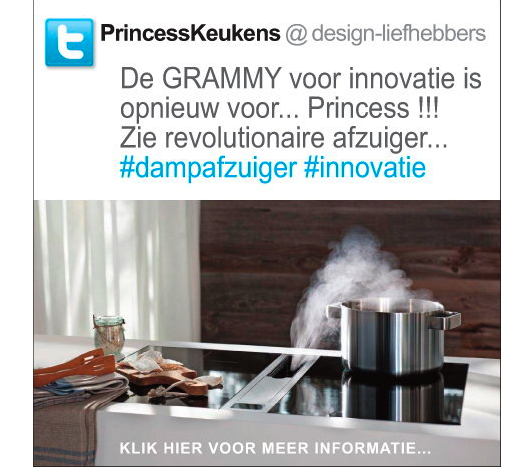 PrincessKeukens @design-liefhebbers
De GRAMMY voor innovatie is
opnieuw voor... Princess !!!
Zie revolutionaire afzuiger...
#dampafzuiger #innovatie
KLIK HIER VOOR MEER INFORMATIE...